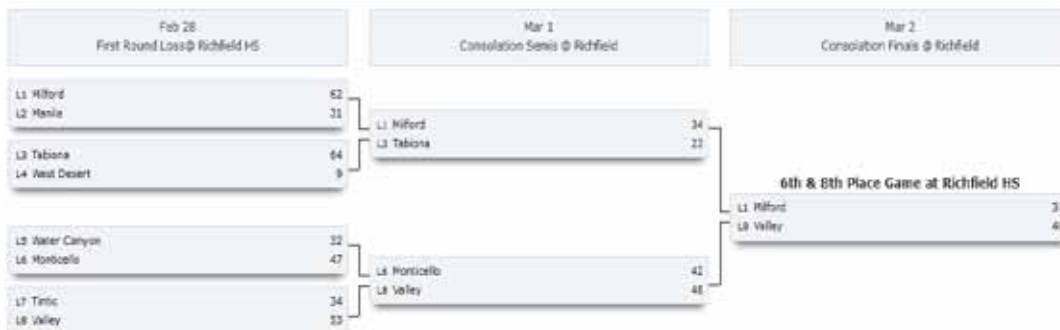 Feb 28
First Round Loss@ Richfield HS
Mar 1
Consolation Semis @ Richfield
Mar 2
Consolation Finals @ Richfield
L1 Milford 62
L2 Manila 31
L3 Tabiona 64
L4 West Desert 9
L5 Water Canyon 32
L6 Monticello 47
L7 Tintic 34
L8 Valley 53
L1 Milford 34
L3 Tabiona 22
L6 Monticello 42
L8 Valley 48
6th & 8th Place Game at Richfield HS
L1 Milford
L8 Valley